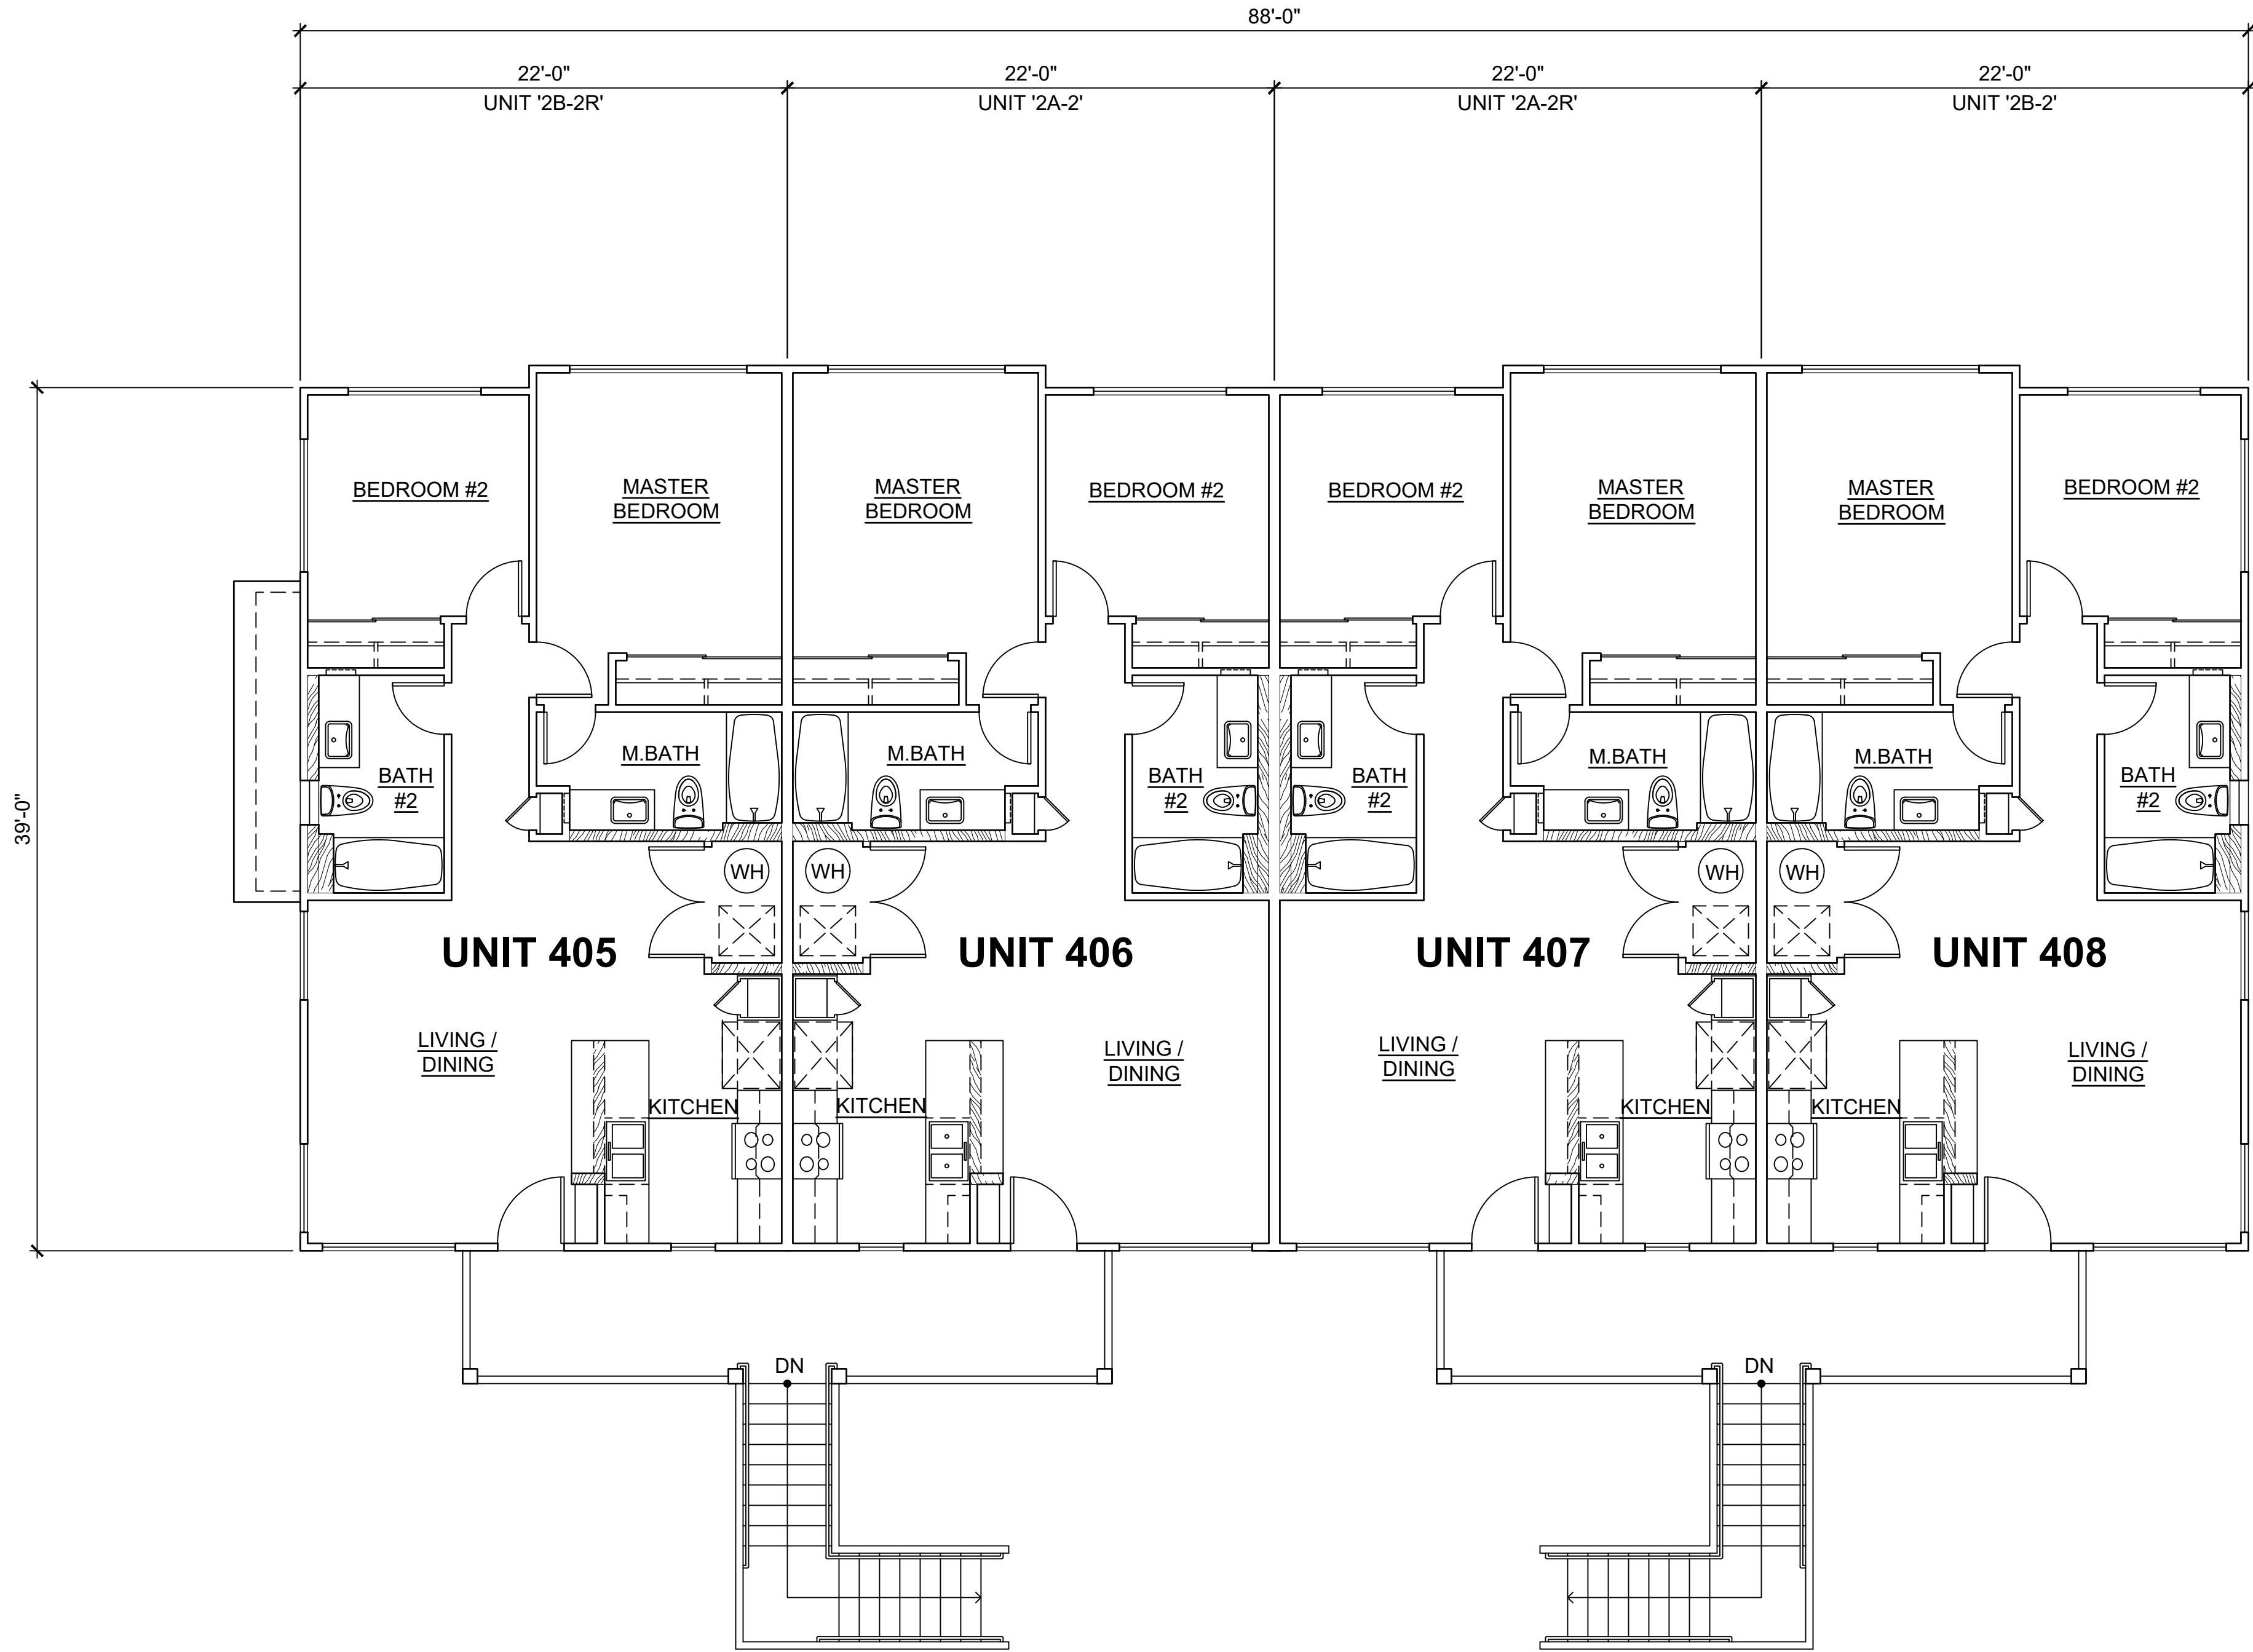 88'-0"
22'-0"
22'-0"
22'-0"
22'-0"
UNIT '2B-2R'
UNIT '2A-2'
UNIT '2A-2R'
UNIT '2B-2'
39'-0"
BEDROOM #2
MASTER
BEDROOM
MASTER
BEDROOM
BEDROOM #2
BEDROOM #2
MASTER
BEDROOM
MASTER
BEDROOM
BEDROOM #2
BATH
#2
M.BATH
M.BATH
BATH
#2
BATH
#2
M.BATH
M.BATH
BATH
#2
WH
WH
WH
WH
UNIT 405
UNIT 406
UNIT 407
UNIT 408
LIVING /
DINING
KITCHEN
KITCHEN
LIVING /
DINING
LIVING /
DINING
KITCHEN
KITCHEN
LIVING /
DINING
DN
DN